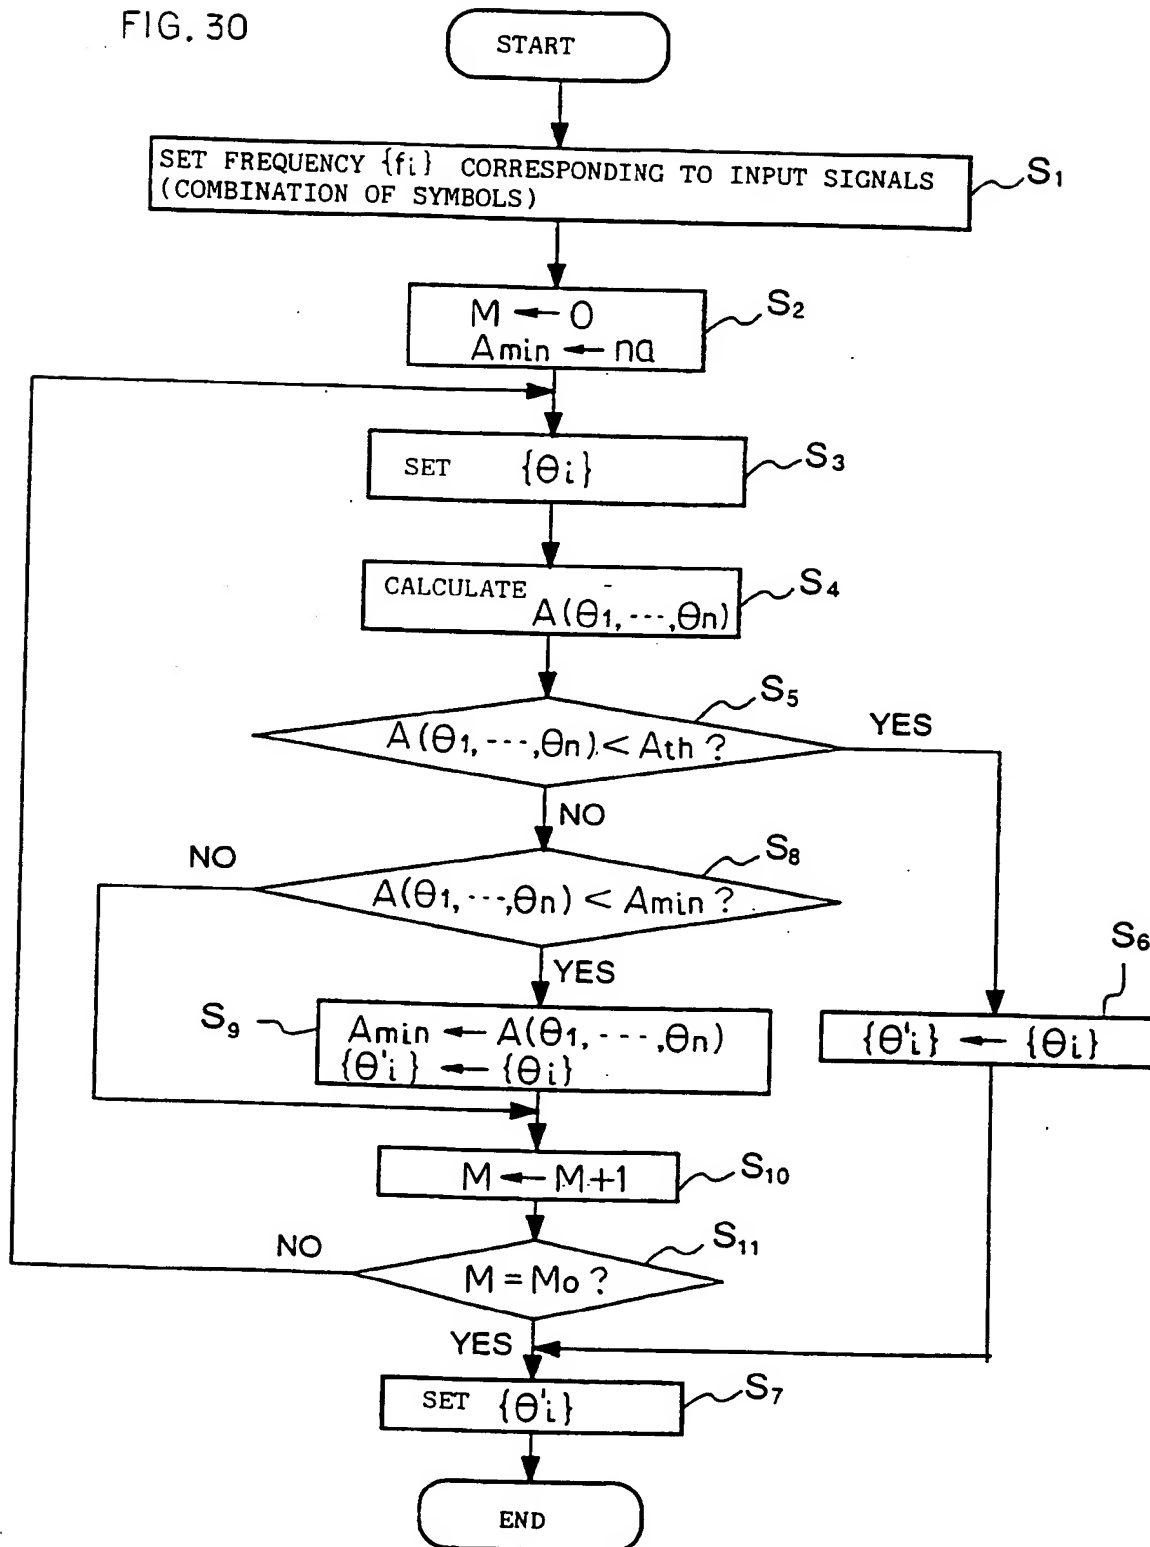 FIG. 30
START
SET FREQUENCY {fi} CORRESPONDING TO INPUT SIGNALS
(COMBINATION OF SYMBOLS)
S1
M ← 0
Amin ← na
S2
SET {θi}
S3
CALCULATE
A(θ1, ---, θn)
S4
A(θ1, ---, θn) < Ath ?
S5
YES
NO
A(θ1, ---, θn) < Amin ?
S8
NO
YES
S6
{θ'i} ← {θi}
S9
Amin ← A(θ1, ---, θn)
{θ'i} ← {θi}
M ← M+1
S10
M = Mo ?
S11
NO
YES
SET {θ'i}
S7
END